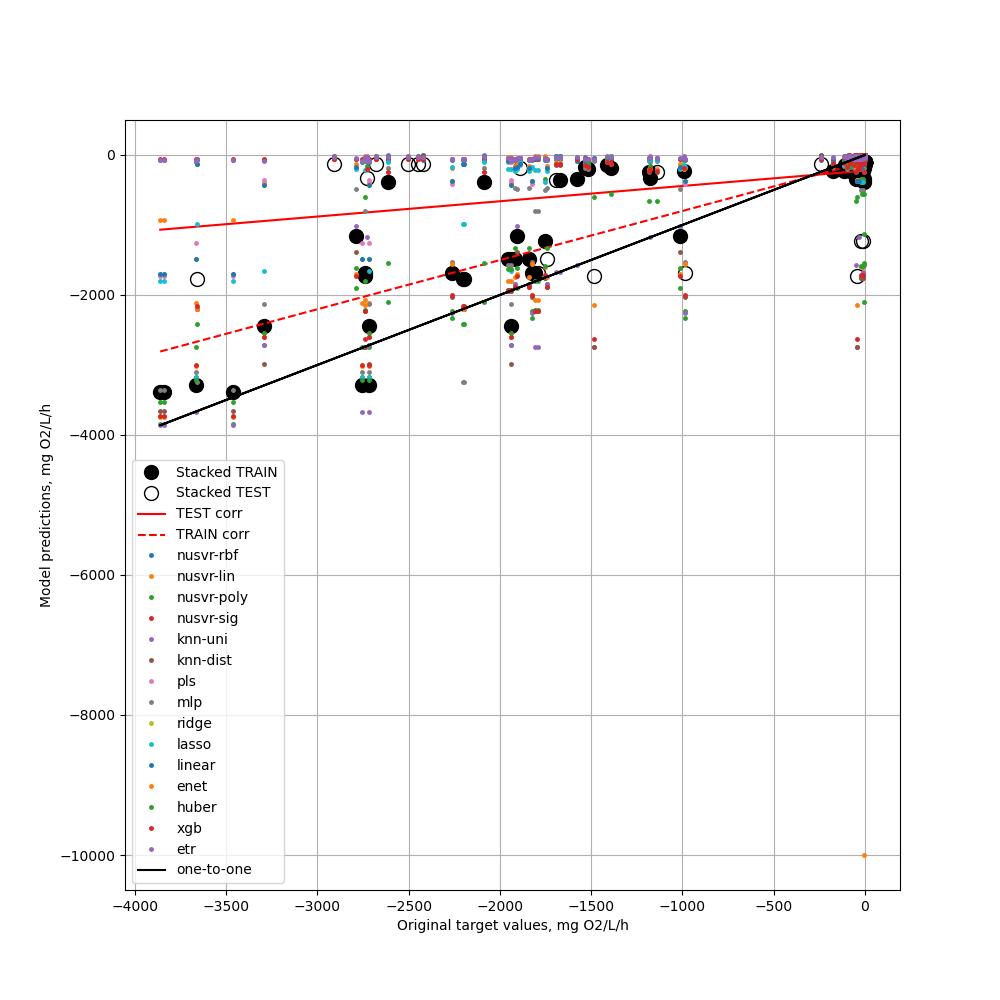 0
−2000
−4000
−6000
−8000
−10000
Model predictions, mg O2/L/h
Stacked TRAIN
Stacked TEST
TEST corr
TRAIN corr
nusvr-rbf
nusvr-lin
nusvr-poly
nusvr-sig
knn-uni
knn-dist
pls
mlp
ridge
lasso
linear
enet
huber
xgb
etr
one-to-one
−4000 −3500 −3000 −2500 −2000 −1500 −1000 −500 0
Original target values, mg O2/L/h